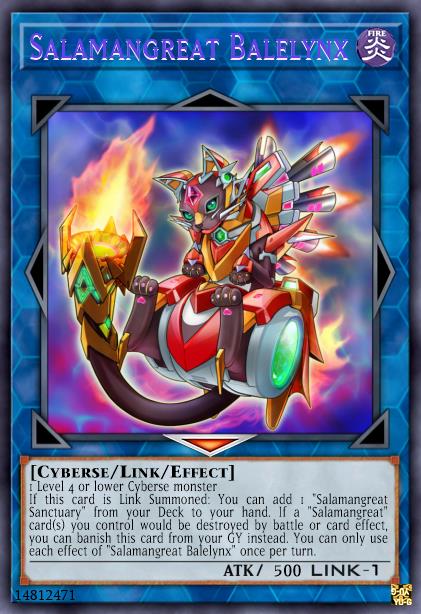 SALAMANGREAT BALELYNX
FIRE
炎
[CYBERSE/LINK/EFFECT]
1 Level 4 or lower Cyberse monster
If this card is Link Summoned: You can add 1 "Salamangreat
Sanctuary" from your Deck to your hand. If a "Salamangreat"
card(s) you control would be destroyed by battle or card effect,
you can banish this card from your GY instead. You can only use
each effect of "Salamangreat Balelynx" once per turn.
ATK/ 500 LINK-1
14812471